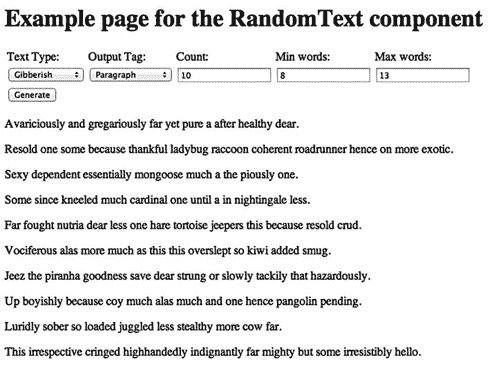 Example page for the RandomText component
Text Type: Output Tag: Count: Min words: Max words:
Gibberish Paragraph 10 8 13
Generate
Avariciously and gregariously far yet pure a after healthy dear.
Resold one some because thankful ladybug raccoon coherent roadrunner hence on more exotic.
Sexy dependent essentially mongoose much a the piously one.
Some since kneeled much cardinal one until a in nightingale less.
Far fought nutria dear less one hare tortoise jeepers this because resold crud.
Vociferous alas more much as this this overslept so kiwi added smug.
Jeez the piranha goodness save dear strung or slowly tackily that hazardously.
Up boyishly because coy much alas much and one hence pangolin pending.
Luridly sober so loaded juggled less stealthy more cow far.
This irrespective cringed highhandedly indignantly far mighty but some irresistibly hello.